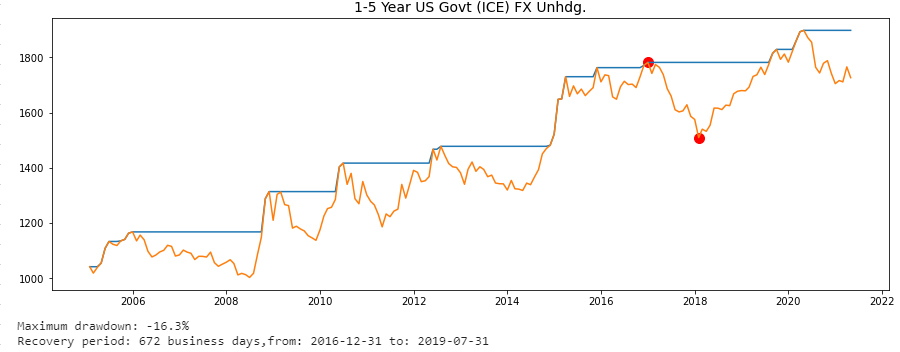 1-5 Year US Govt (ICE) FX Unhdg.
1800
1600
1400
1200
1000
2006 2008 2010 2012 2014 2016 2018 2020 2022
Maximum drawdown: -16.3%
Recovery period: 672 business days,from: 2016-12-31 to: 2019-07-31